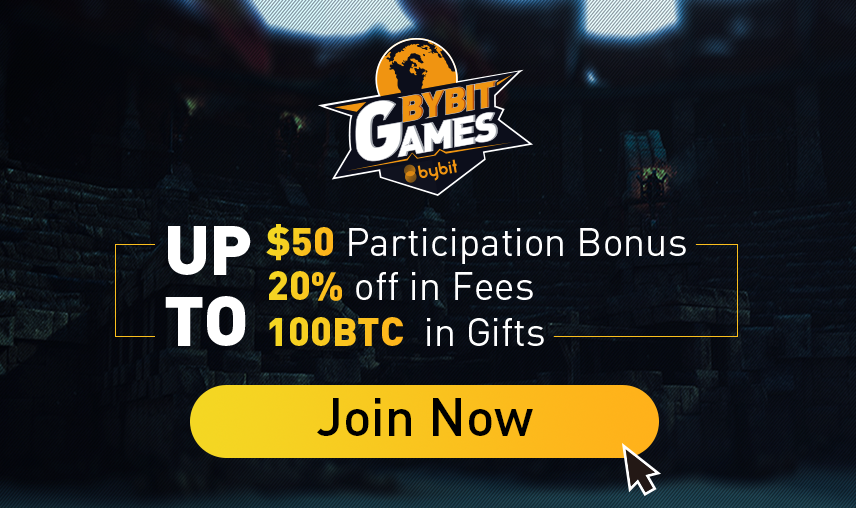 BYBIT
GAMES
bybit
UP TO
$50 Participation Bonus
20% off in Fees
100BTC in Gifts
Join Now